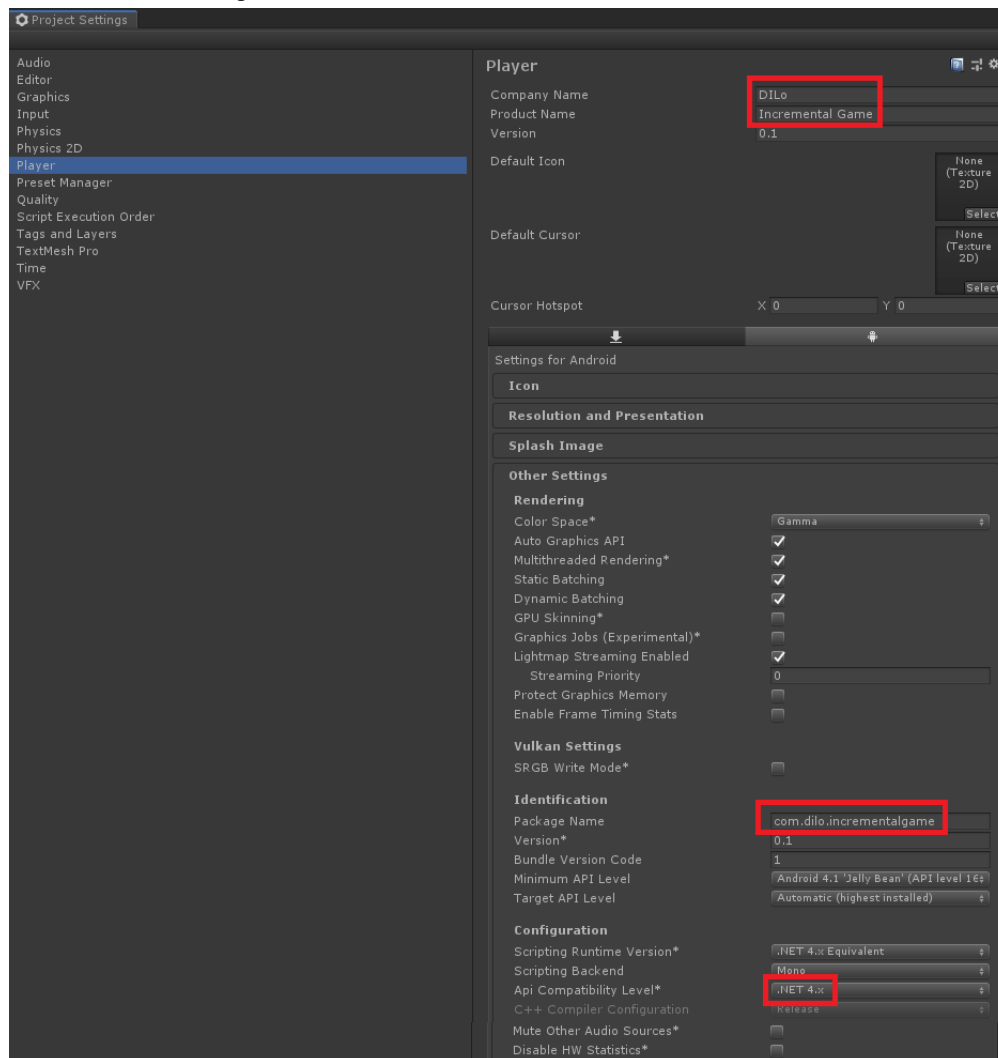 Project Settings
Audio
Editor
Graphics
Input
Physics
Physics 2D
Player
Preset Manager
Quality
Script Execution Order
Tags and Layers
TextMesh Pro
Time
VFX
Player
Company Name DILo
Product Name Incremental Game
Version 0.1
Default Icon None
(Texture
2D)
Select
Default Cursor None
(Texture
2D)
Select
Cursor Hotspot X 0 Y 0
Settings for Android
Icon
Resolution and Presentation
Splash Image
Other Settings
Rendering
Color Space* Gamma
Auto Graphics API
Multithreaded Rendering*
Static Batching
Dynamic Batching
GPU Skinning*
Graphics Jobs (Experimental)*
Lightmap Streaming Enabled
Streaming Priority 0
Protect Graphics Memory
Enable Frame Timing Stats
Vulkan Settings
SRGB Write Mode*
Identification
Package Name com.dilo.incrementalgame
Version* 0.1
Bundle Version Code 1
Minimum API Level Android 4.1 'Jelly Bean' (API level 16
Target API Level Automatic (highest installed)
Configuration
Scripting Runtime Version* .NET 4.x Equivalent
Scripting Backend Mono
Api Compatibility Level* .NET 4.x
C++ Compiler Configuration Release
Mute Other Audio Sources*
Disable HW Statistics*